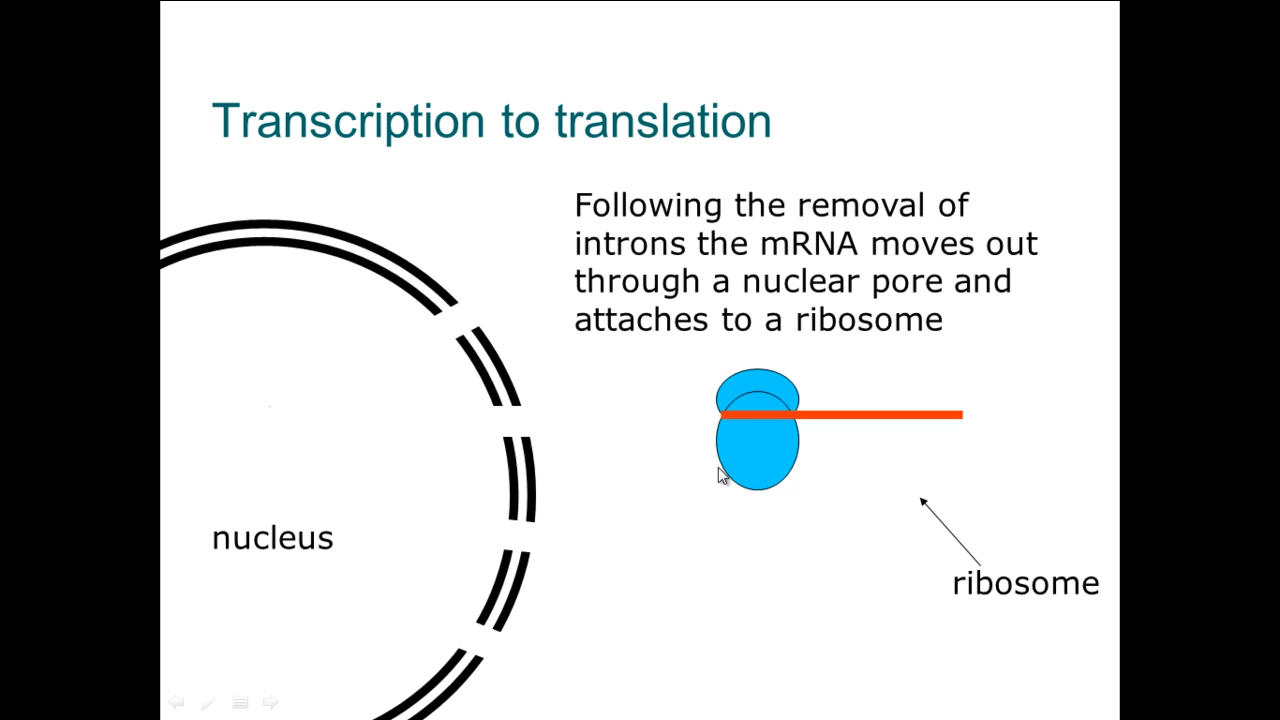 Transcription to translation
Following the removal of
introns the mRNA moves out
through a nuclear pore and
attaches to a ribosome
nucleus
ribosome